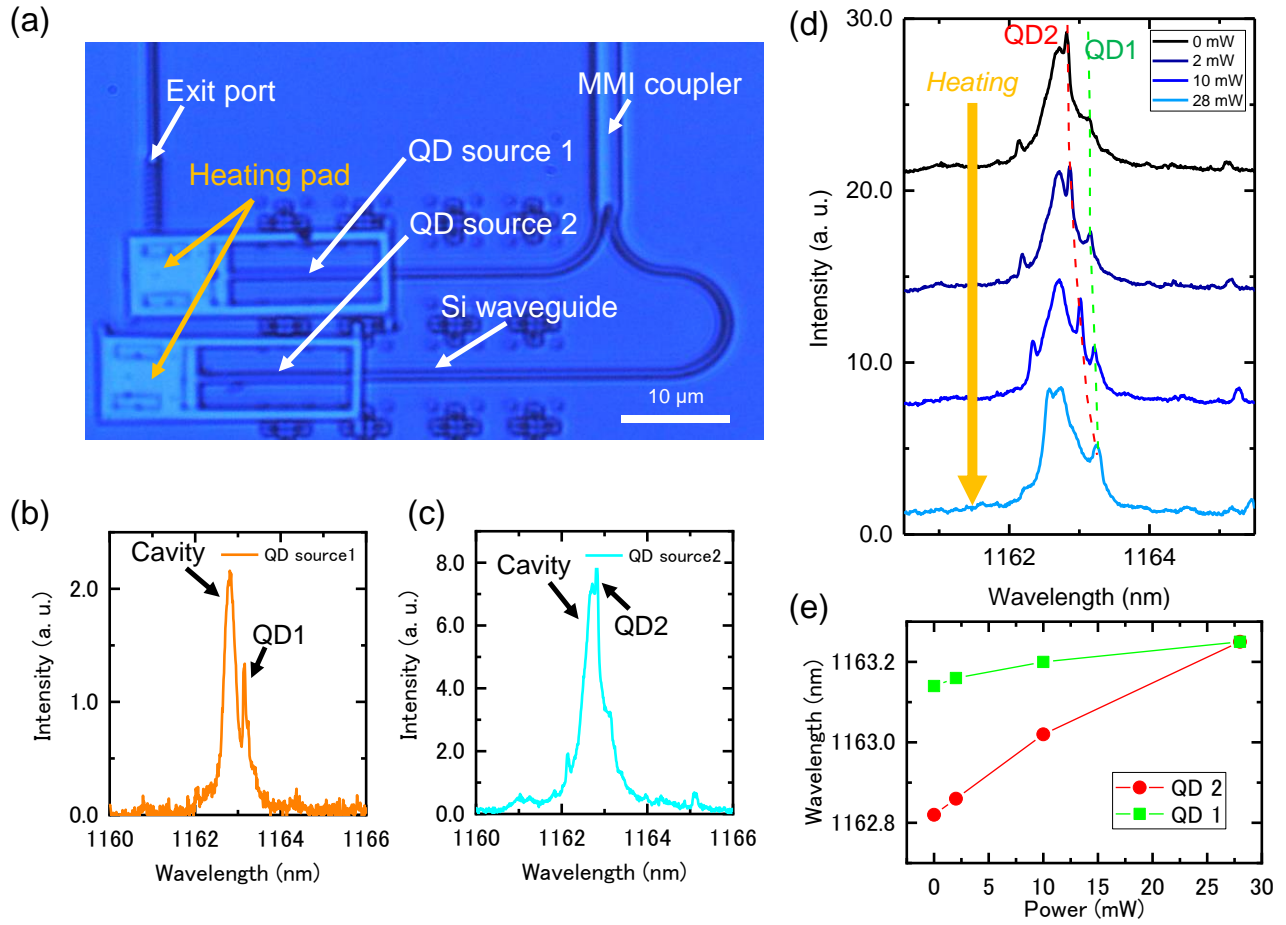 (a)
Exit port
MMI coupler
QD source 1
Heating pad
QD source 2
Si waveguide
10 μm
(b)
Cavity
QD source1
QD1
2.0
1.0
0.0
Intensity (a. u.)
1160 1162 1164 1166
Wavelength (nm)
(c)
Cavity
QD source2
QD2
8.0
6.0
4.0
2.0
0.0
Intensity (a. u.)
1160 1162 1164 1166
Wavelength (nm)
(d)
30.0
20.0
10.0
0.0
Intensity (a. u.)
QD2
QD1
Heating
0 mW
2 mW
10 mW
28 mW
1162 1164
Wavelength (nm)
(e)
1163.2
1163.0
1162.8
Wavelength (nm)
QD 2
QD 1
0 5 10 15 20 25 30
Power (mW)